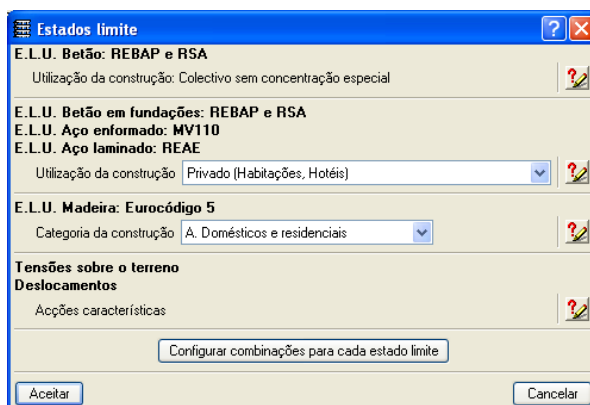 Estados limite
E.L.U. Betão: REBAP e RSA
Utilização da construção: Colectivo sem concentração especial
E.L.U. Betão em fundações: REBAP e RSA
E.L.U. Aço enformado: MV110
E.L.U. Aço laminado: REAE
Utilização da construção Privado (Habitações, Hotéis)
E.L.U. Madeira: Eurocódigo 5
Categoria da construção A. Domésticos e residenciais
Tensões sobre o terreno
Deslocamentos
Acções características
Configurar combinações para cada estado limite
Aceitar Cancelar